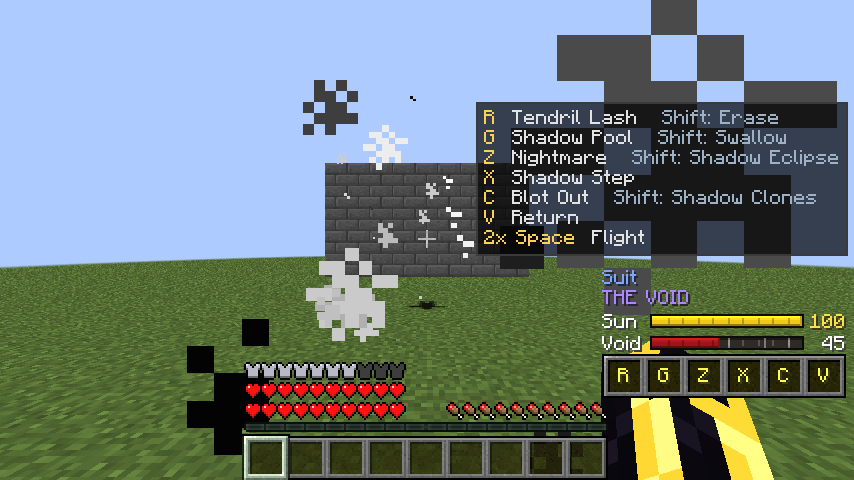 R Tendril Lash Shift: Erase
G Shadow Pool Shift: Swallow
Z Nightmare Shift: Shadow Eclipse
X Shadow Step
C Blot Out Shift: Shadow Clones
V Return
2x Space Flight
Suit
THE VOID
Sun 100
Void 45
R G Z X C V